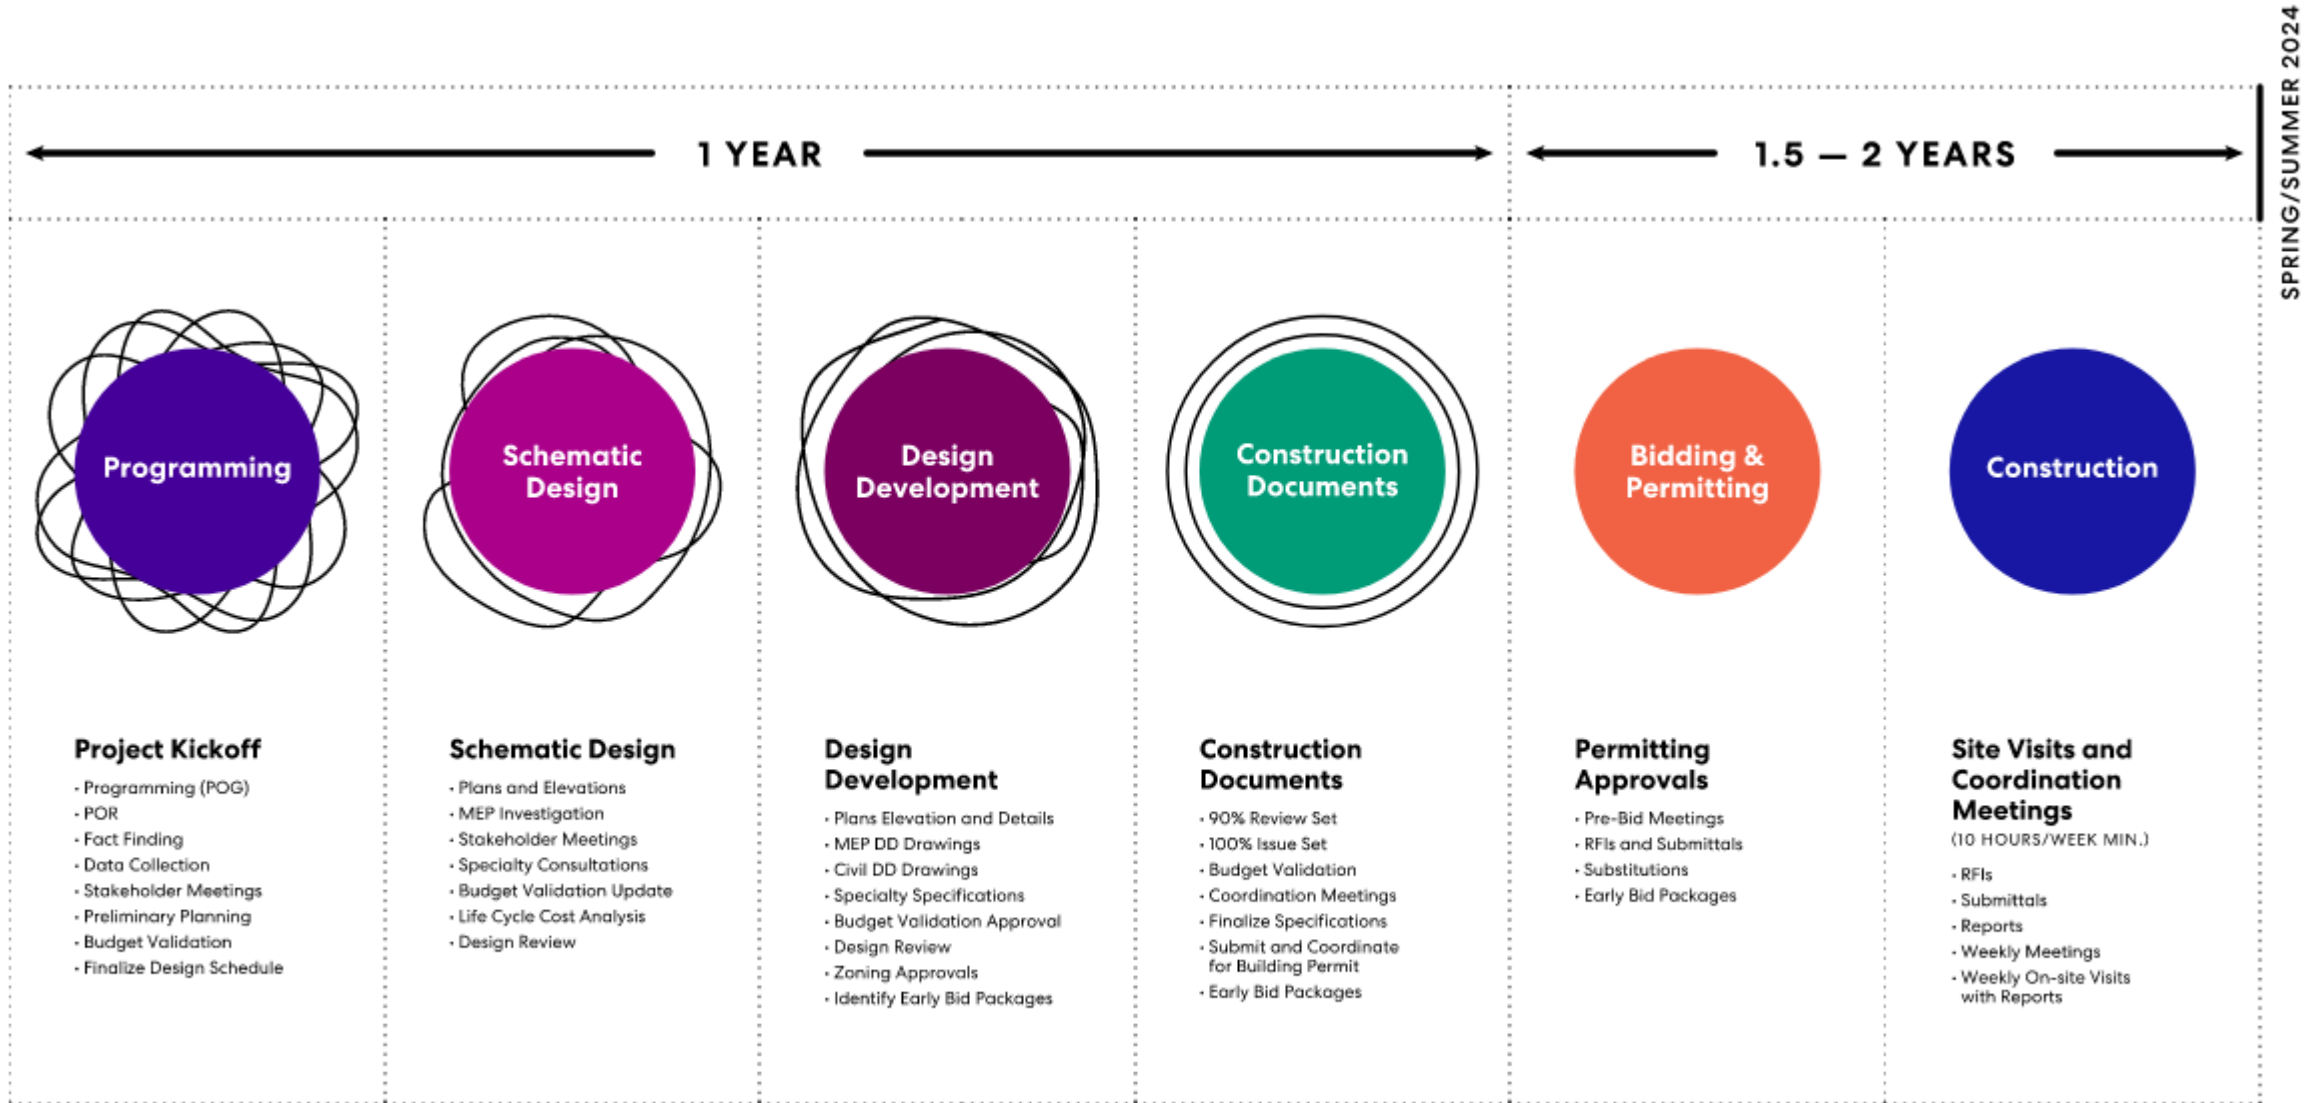 SPRING/SUMMER 2024
1 YEAR
1.5 — 2 YEARS
Programming
Schematic
Design
Design
Development
Construction
Documents
Bidding &
Permitting
Construction
Project Kickoff
· Programming (POG)
· POR
· Fact Finding
· Data Collection
· Stakeholder Meetings
· Preliminary Planning
· Budget Validation
· Finalize Design Schedule
Schematic Design
· Plans and Elevations
· MEP Investigation
· Stakeholder Meetings
· Specialty Consultations
· Budget Validation Update
· Life Cycle Cost Analysis
· Design Review
Design
Development
· Plans Elevation and Details
· MEP DD Drawings
· Civil DD Drawings
· Specialty Specifications
· Budget Validation Approval
· Design Review
· Zoning Approvals
· Identify Early Bid Packages
Construction
Documents
· 90% Review Set
· 100% Issue Set
· Budget Validation
· Coordination Meetings
· Finalize Specifications
· Submit and Coordinate
for Building Permit
· Early Bid Packages
Permitting
Approvals
· Pre-Bid Meetings
· RFIs and Submittals
· Substitutions
· Early Bid Packages
Site Visits and
Coordination
Meetings
(10 HOURS/WEEK MIN.)
· RFIs
· Submittals
· Reports
· Weekly Meetings
· Weekly On-site Visits
with Reports